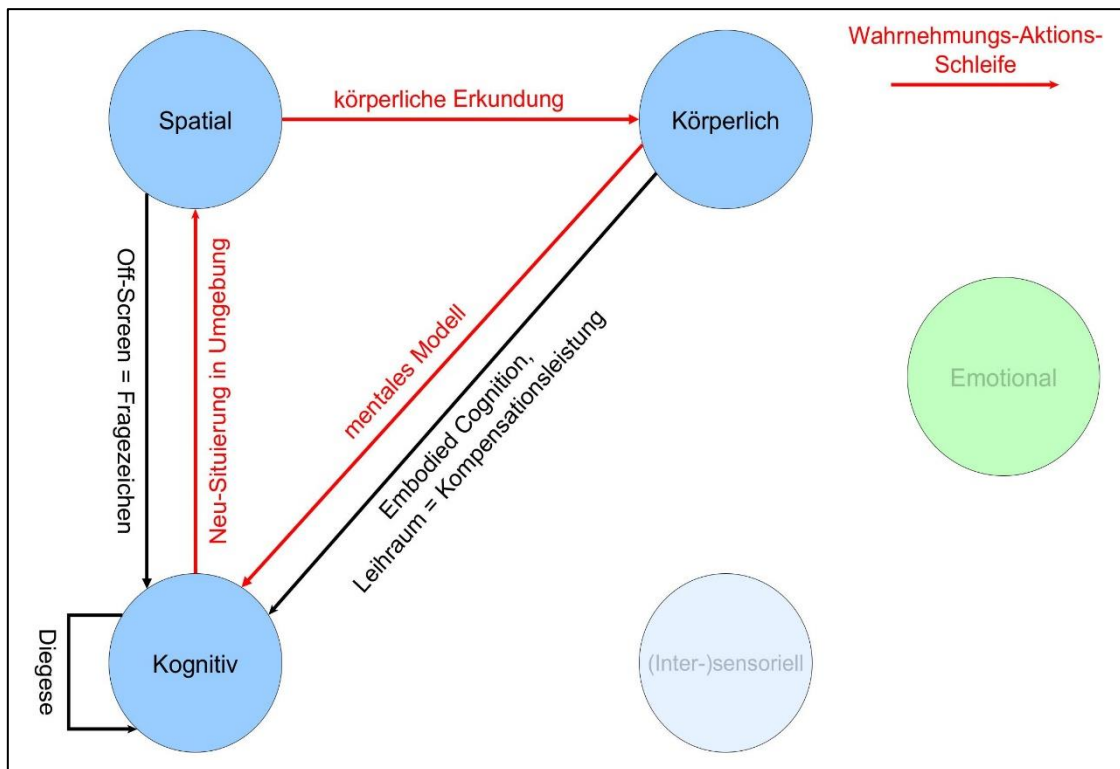 Wahrnehmungs-Aktions-
Schleife
Spatial
körperliche Erkundung
Körperlich
Off-Screen = Fragezeichen
Neu-Situierung in Umgebung
mentales Modell
Embodied Cognition,
Leihraum = Kompensationsleistung
Emotional
Diegese
Kognitiv
(Inter-)sensoriell